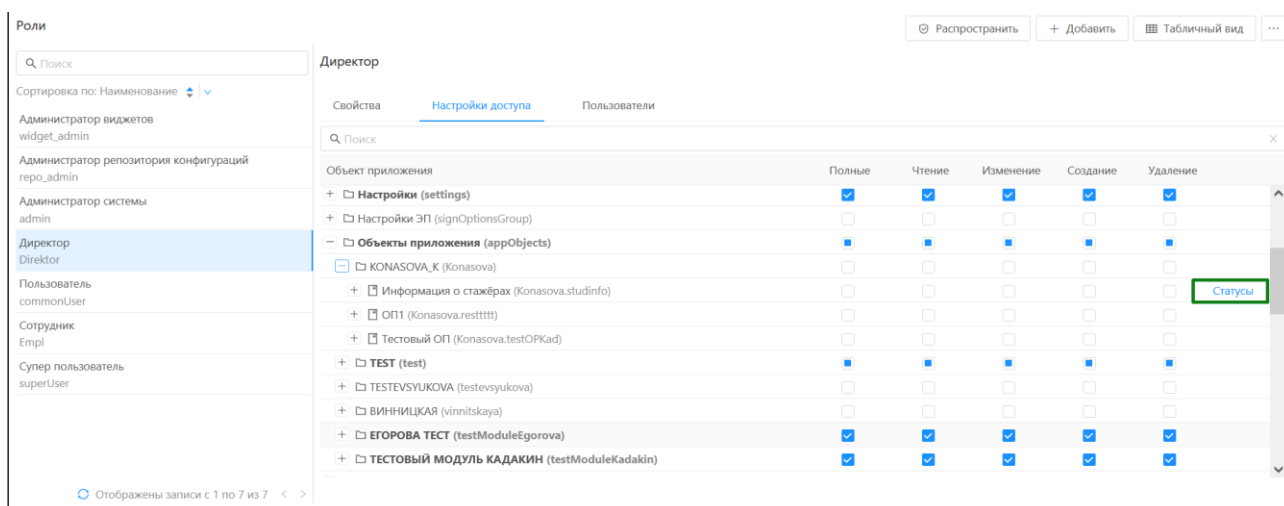 Роли
Распространить + Добавить Табличный вид ...
Поиск
Сортировка по: Наименование
Администратор виджетов
widget_admin
Администратор репозитория конфигураций
repo_admin
Администратор системы
admin
Директор
Direktor
Пользователь
commonUser
Сотрудник
Empl
Супер пользователь
superUser
Отображены записи с 1 по 7 из 7 < >
Директор
Свойства Настройки доступа Пользователи
Поиск
Объект приложения Полные Чтение Изменение Создание Удаление
Настройки (settings)
Настройки ЭП (signOptionsGroup)
Объекты приложения (appObjects)
KONASOVA_K (Konasova)
Информация о стажёрах (Konasova.studinfo) Статусы
ОП1 (Konasova.resttttt)
Тестовый ОП (Konasova.testOPKad)
TEST (test)
TESTEVSYUKOVA (testevsyukova)
ВИННИЦКАЯ (vinnitskaya)
ЕГОРОВА ТЕСТ (testModuleEgorova)
ТЕСТОВЫЙ МОДУЛЬ КАДАКИН (testModuleKadakin)